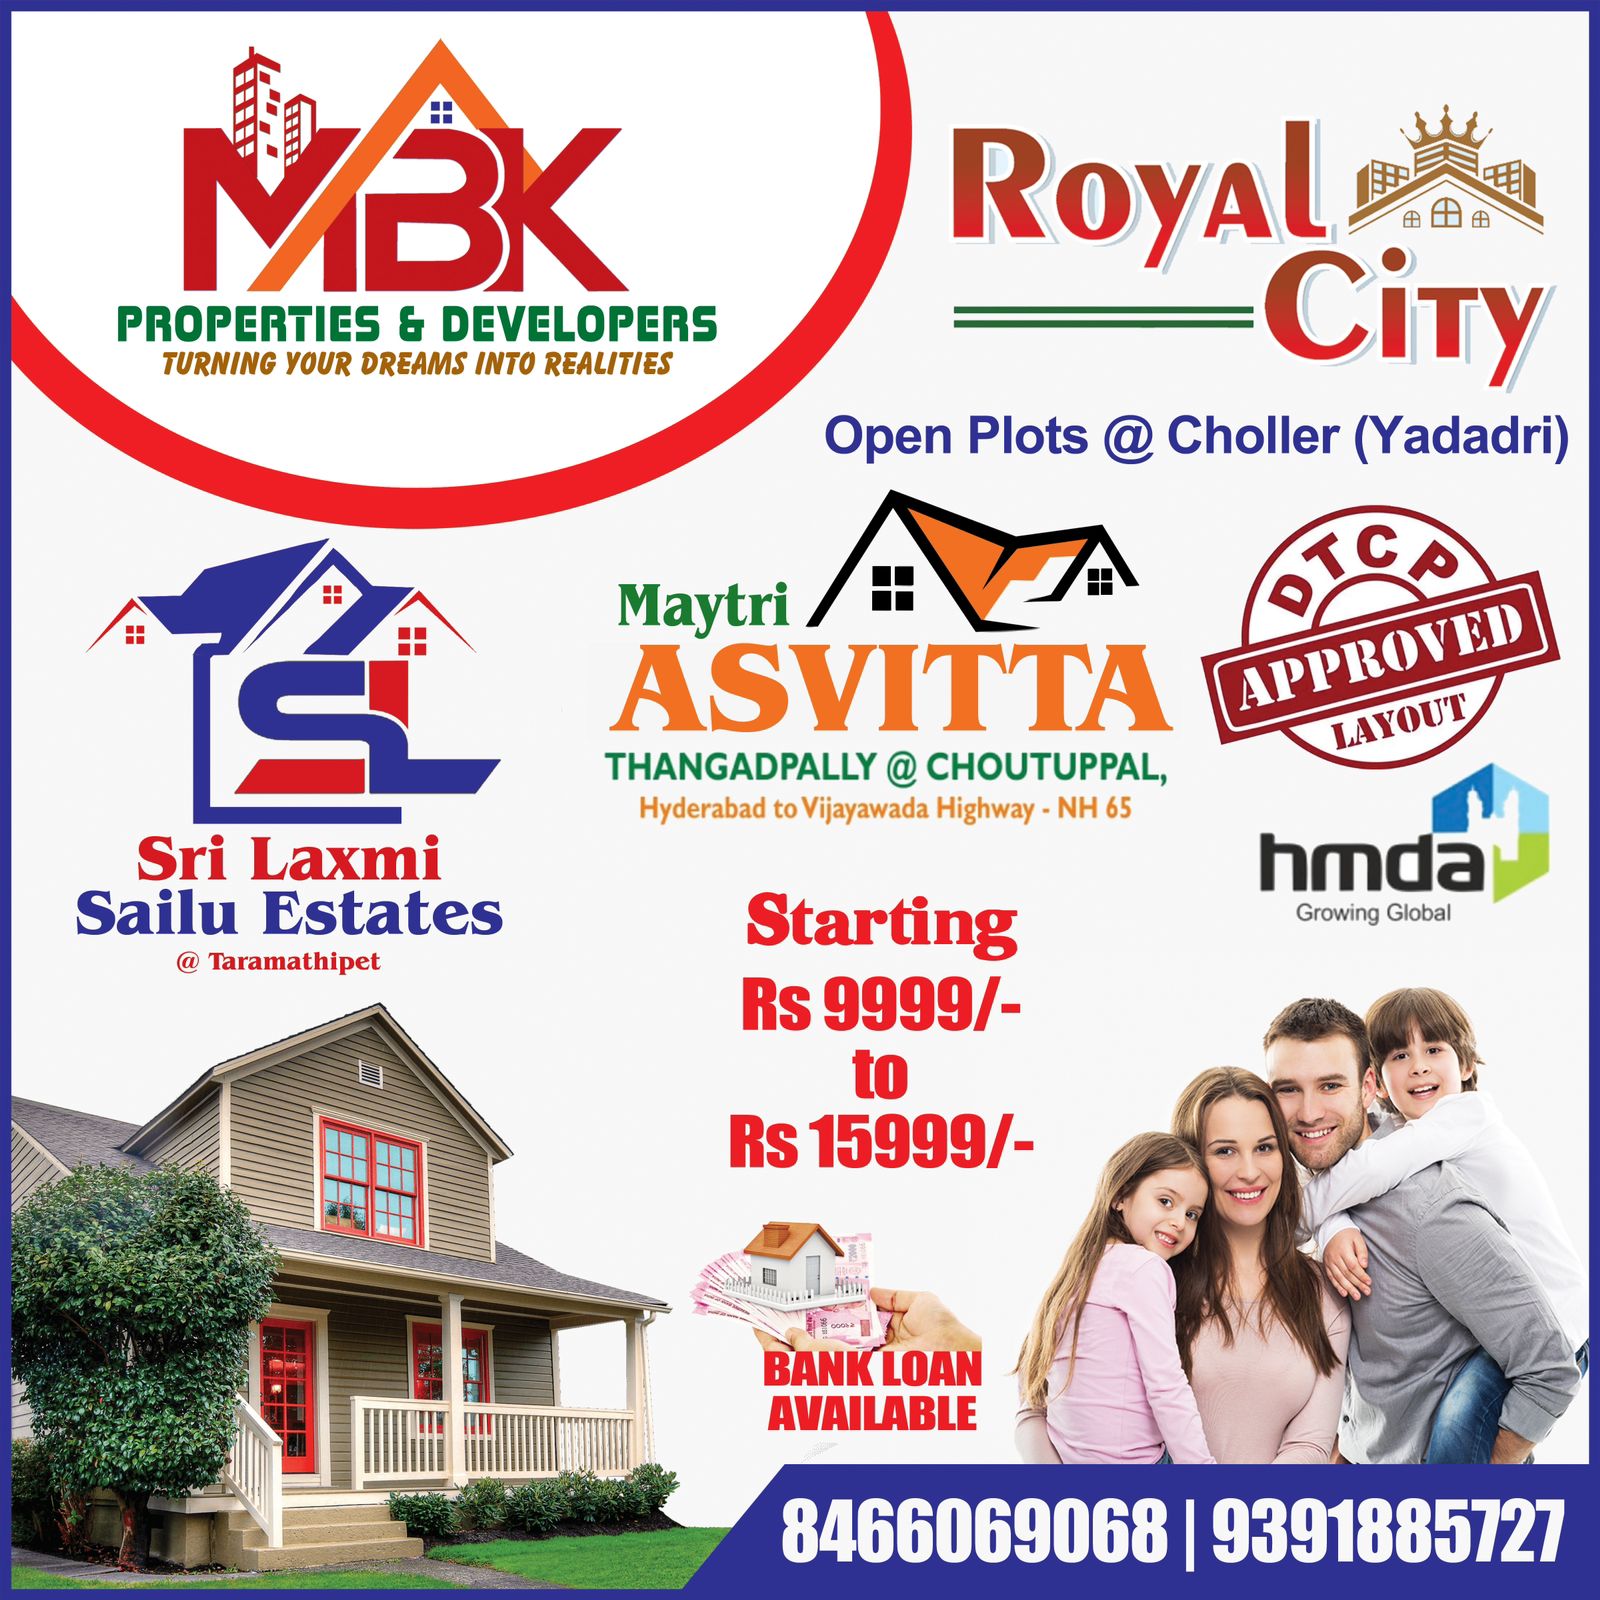 MBK
PROPERTIES & DEVELOPERS
TURNING YOUR DREAMS INTO REALITIES
Royal
City
Open Plots @ Choller (Yadadri)
SL
Sri Laxmi
Sailu Estates
@ Taramathipet
Maytri
ASVITTA
THANGADPALLY @ CHOUTUPPAL,
Hyderabad to Vijayawada Highway - NH 65
DTCP
APPROVED
LAYOUT
hmda
Growing Global
Starting
Rs 9999/-
to
Rs 15999/-
BANK LOAN
AVAILABLE
8466069068 | 9391885727